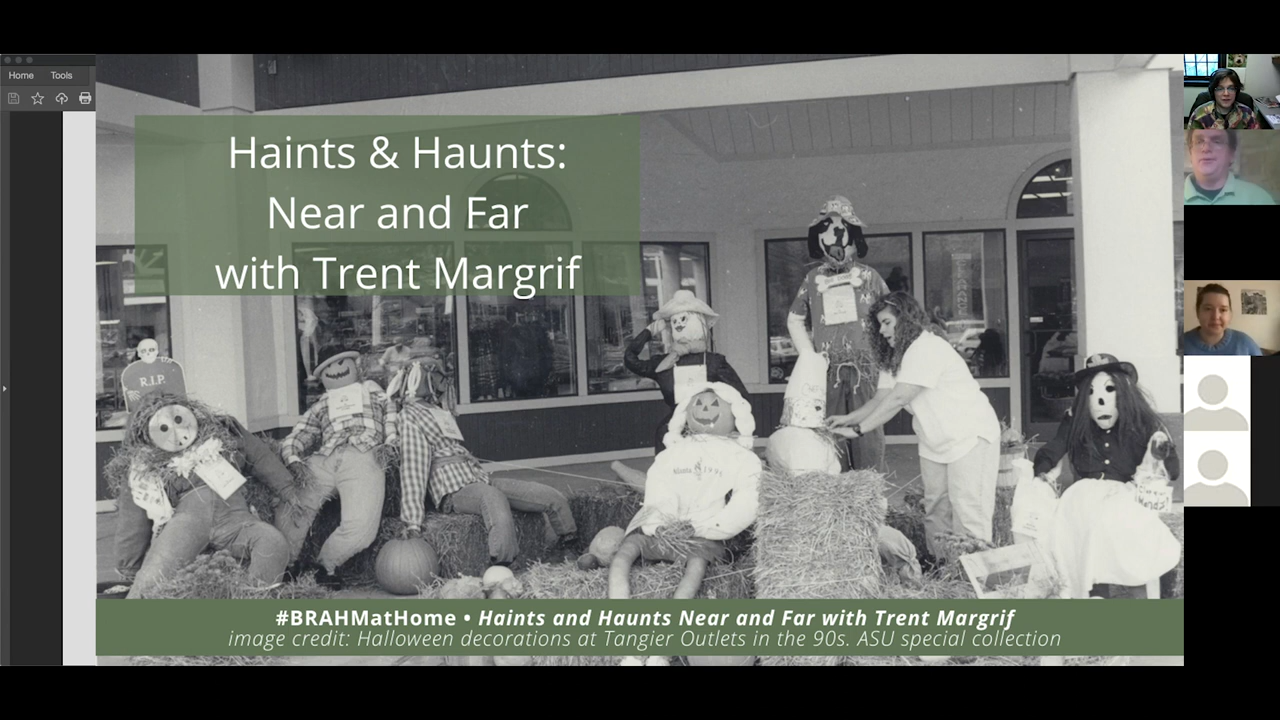 Home Tools
Haints & Haunts:
Near and Far
with Trent Margrif
R.I.P.
#BRAHMatHome • Haints and Haunts Near and Far with Trent Margrif
image credit: Halloween decorations at Tangier Outlets in the 90s. ASU special collection